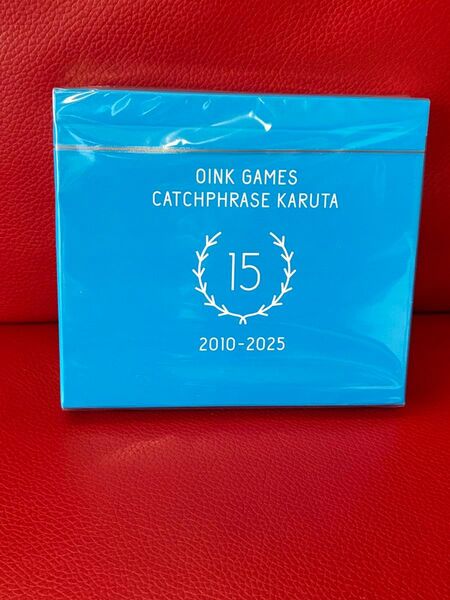 OINK GAMES
CATCHPHRASE KARUTA
15
2010-2025